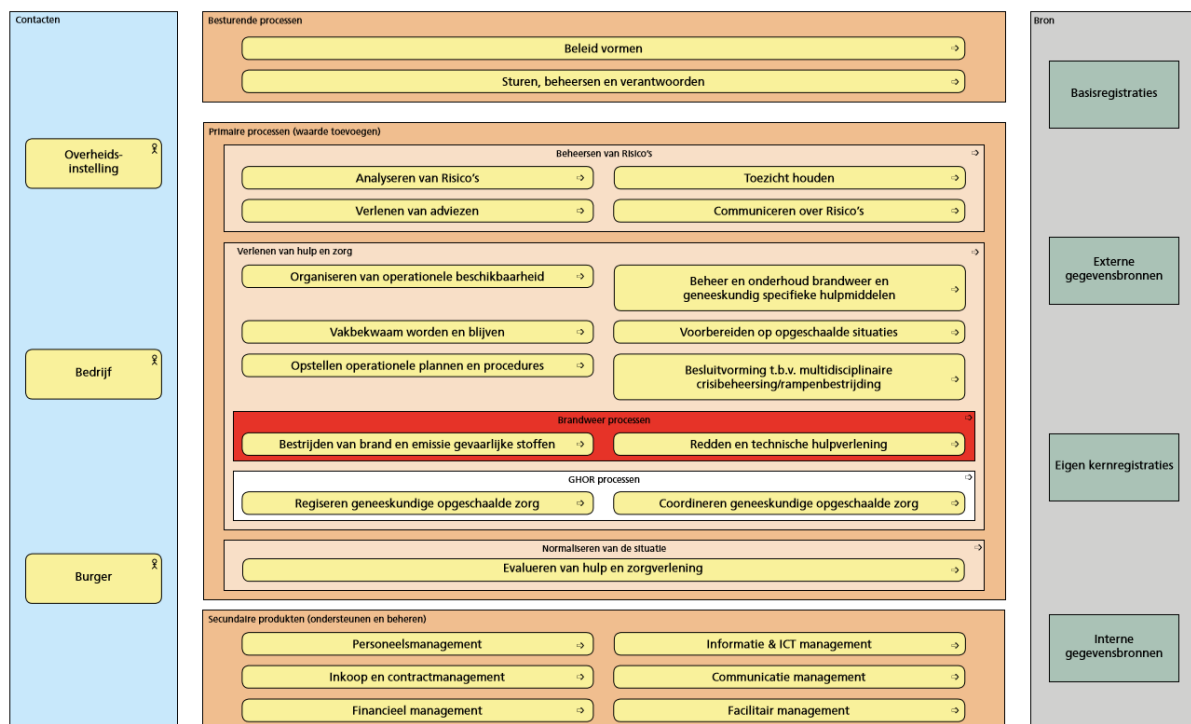 Contacten
Overheids-
instelling
Bedrijf
Burger
Besturende processen
Beleid vormen
Sturen, beheersen en verantwoorden
Primaire processen (waarde toevoegen)
Beheersen van Risico's
Analyseren van Risico's
Toezicht houden
Verlenen van adviezen
Communiceren over Risico's
Verlenen van hulp en zorg
Organiseren van operationele beschikbaarheid
Beheer en onderhoud brandweer en
geneeskundig specifieke hulpmiddelen
Vakbekwaam worden en blijven
Voorbereiden op opgeschaalde situaties
Opstellen operationele plannen en procedures
Besluitvorming t.b.v. multidisciplinaire
crisibeheersing/rampenbestrijding
Brandweer processen
Bestrijden van brand en emissie gevaarlijke stoffen
Redden en technische hulpverlening
GHOR processen
Regiseren geneeskundige opgeschaalde zorg
Coordineren geneeskundige opgeschaalde zorg
Normaliseren van de situatie
Evalueren van hulp en zorgverlening
Secundaire produkten (ondersteunen en beheren)
Personeelsmanagement
Informatie & ICT management
Inkoop en contractmanagement
Communicatie management
Financieel management
Facilitair management
Bron
Basisregistraties
Externe
gegevensbronnen
Eigen kernregistraties
Interne
gegevensbronnen